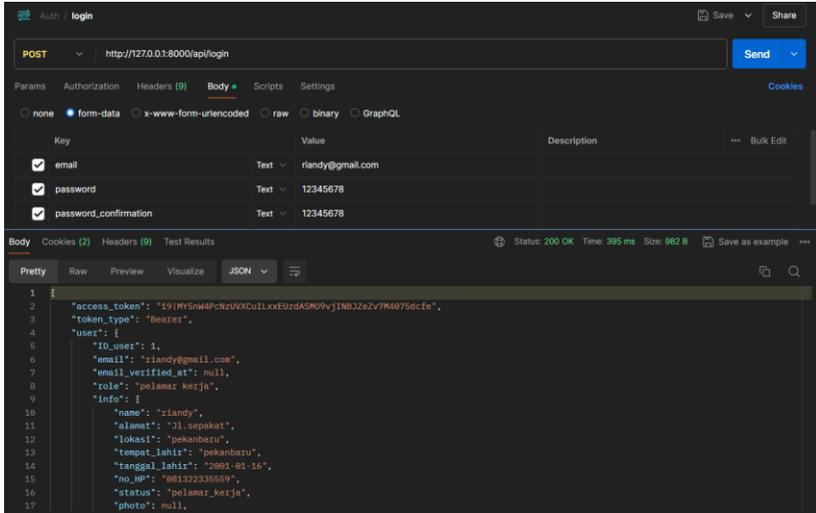 Auth / login Save Share
POST http://127.0.0.1:8000/api/login Send
Params Authorization Headers (9) Body Scripts Settings Cookies
none form-data x-www-form-urlencoded raw binary GraphQL
Key Value Description ••• Bulk Edit
email Text riandy@gmail.com
password Text 12345678
password_confirmation Text 12345678
Body Cookies (2) Headers (9) Test Results Status: 200 OK Time: 395 ms Size: 982 B Save as example •••
Pretty Raw Preview Visualize JSON
1 {
2 "access_token":
3 "token_type": "Bearer",
4 "user": {
5 "ID_user": 1,
6 "email": "riandy@gmail.com",
7 "email_verified_at": null,
8 "role": "pelamar kerja",
9 "info": {
10 "name": "riandy",
11 "alamat": "Jl.sepakat",
12 "lokasi": "pekanbaru",
13 "tempat_lahir": "pekanbaru",
14 "tanggal_lahir": "2001-01-16",
15 "no_HP": "081322335559",
16 "status": "pelamar_kerja",
17 "photo": null,